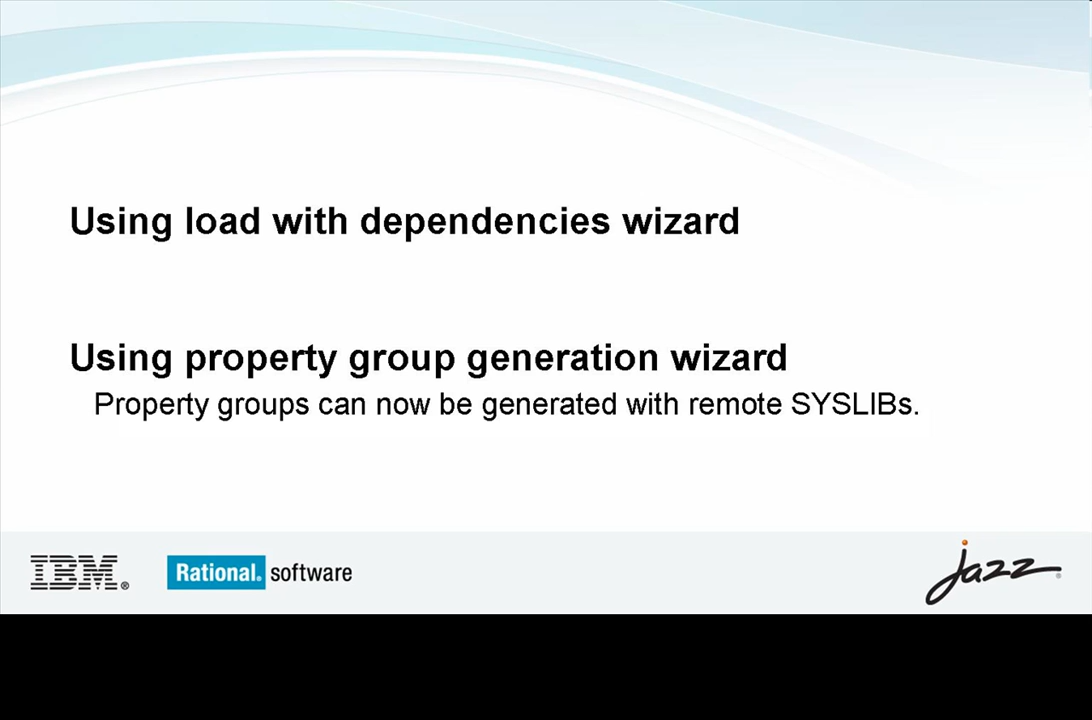 Using load with dependencies wizard
Using property group generation wizard
Property groups can now be generated with remote SYSLIBs.
IBM® Rational® software jazz®